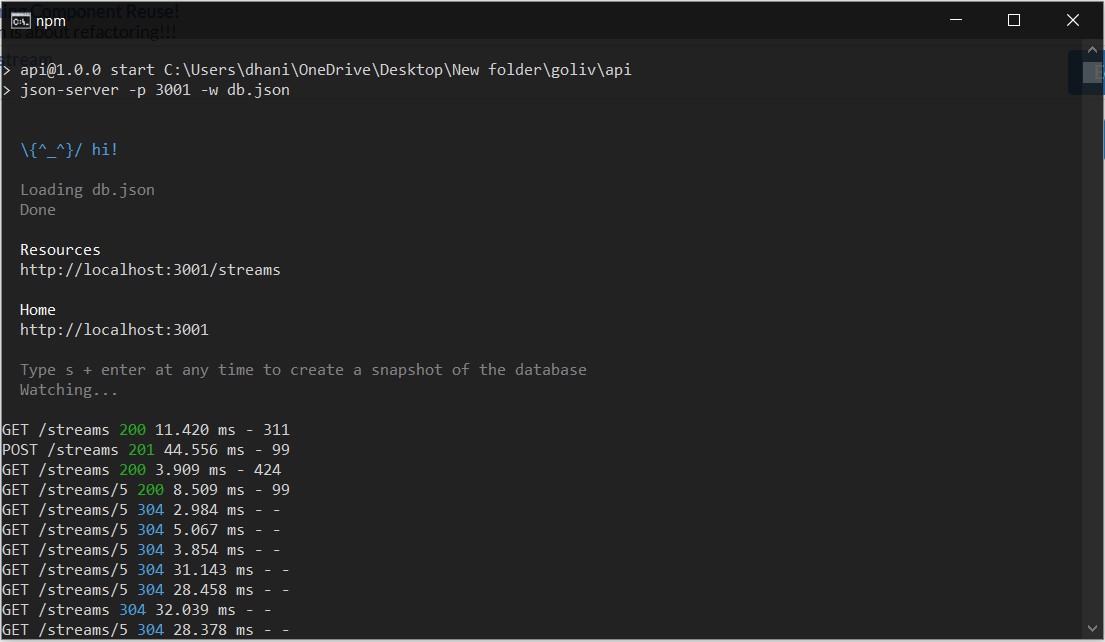 ng Component Reuse!
npm
n is about refactoring!!!
stream
> api@1.0.0 start C:\Users\dhani\OneDrive\Desktop\New folder\goliv\api
> json-server -p 3001 -w db.json
\{^_^}/ hi!
Loading db.json
Done
Resources
http://localhost:3001/streams
Home
http://localhost:3001
Type s + enter at any time to create a snapshot of the database
Watching...
GET /streams 200 11.420 ms - 311
POST /streams 201 44.556 ms - 99
GET /streams 200 3.909 ms - 424
GET /streams/5 200 8.509 ms - 99
GET /streams/5 304 2.984 ms - -
GET /streams/5 304 5.067 ms - -
GET /streams/5 304 3.854 ms - -
GET /streams/5 304 31.143 ms - -
GET /streams/5 304 28.458 ms - -
GET /streams 304 32.039 ms - -
GET /streams/5 304 28.378 ms - -